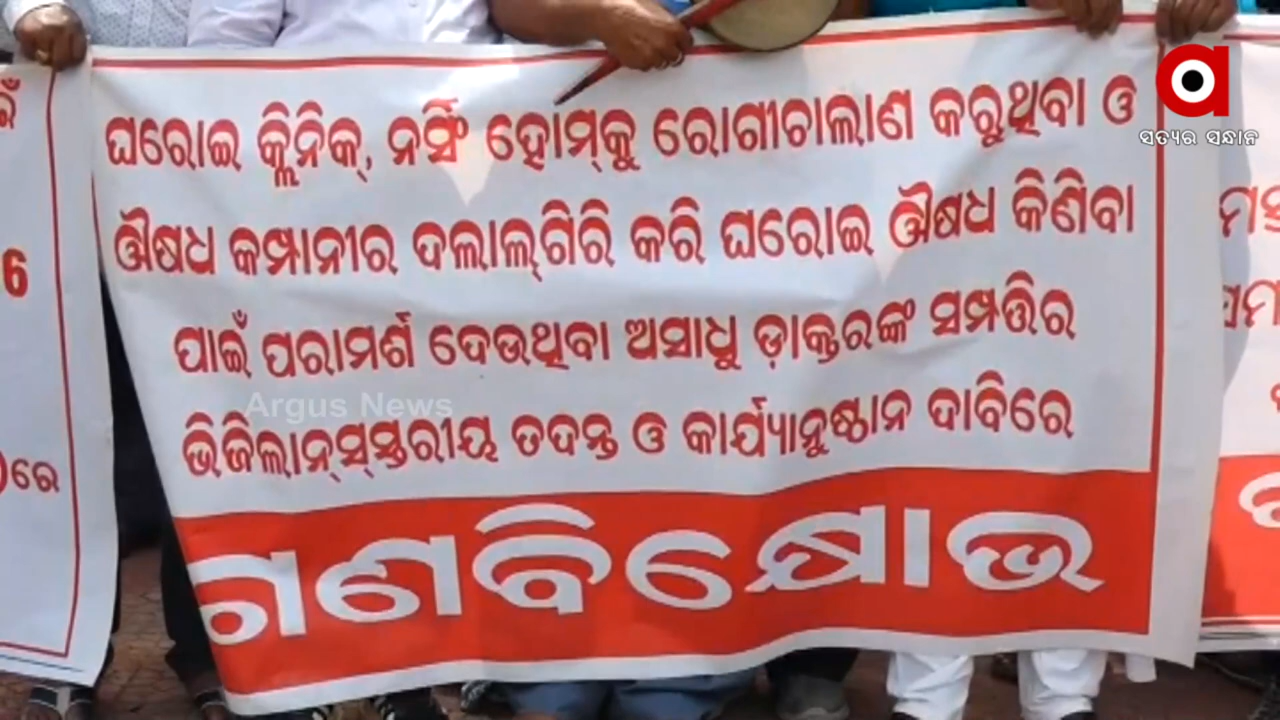 ଘରୋଇ କ୍ଲିନିକ୍, ନର୍ସିଂ ହୋମ୍‌କୁ ରୋଗୀଚାଲାଣ କରୁଥିବା ଓ
ଔଷଧ କମ୍ପାନୀର ଦଲାଲ୍‌ଗିରି କରି ଘରୋଇ ଔଷଧ କିଣିବା
ପାଇଁ ପରାମର୍ଶ ଦେଉଥିବା ଅସାଧୁ ଡ଼ାକ୍ତରଙ୍କ ସମ୍ପତ୍ତିର
ଭିଜିଲାନ୍‌ସ୍‌ସ୍ତରୀୟ ତଦନ୍ତ ଓ କାର୍ଯ୍ୟାନୁଷ୍ଠାନ ଦାବିରେ
ଗଣବିକ୍ଷୋଭ
ସତ୍ୟର ସନ୍ଧାନ
Argus News
6
ରେ